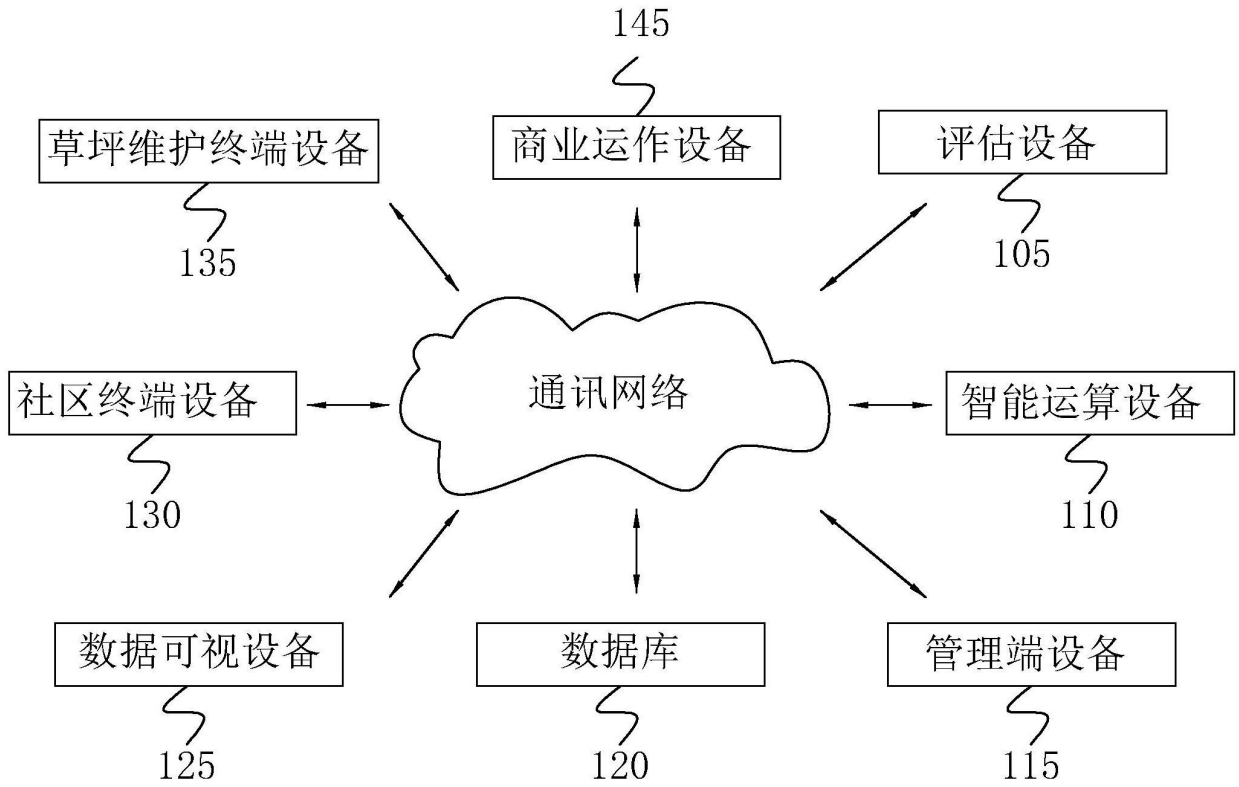 145
草坪维护终端设备
商业运作设备
评估设备
135
105
社区终端设备
通讯网络
智能运算设备
130
110
数据可视设备
数据库
管理端设备
125
120
115